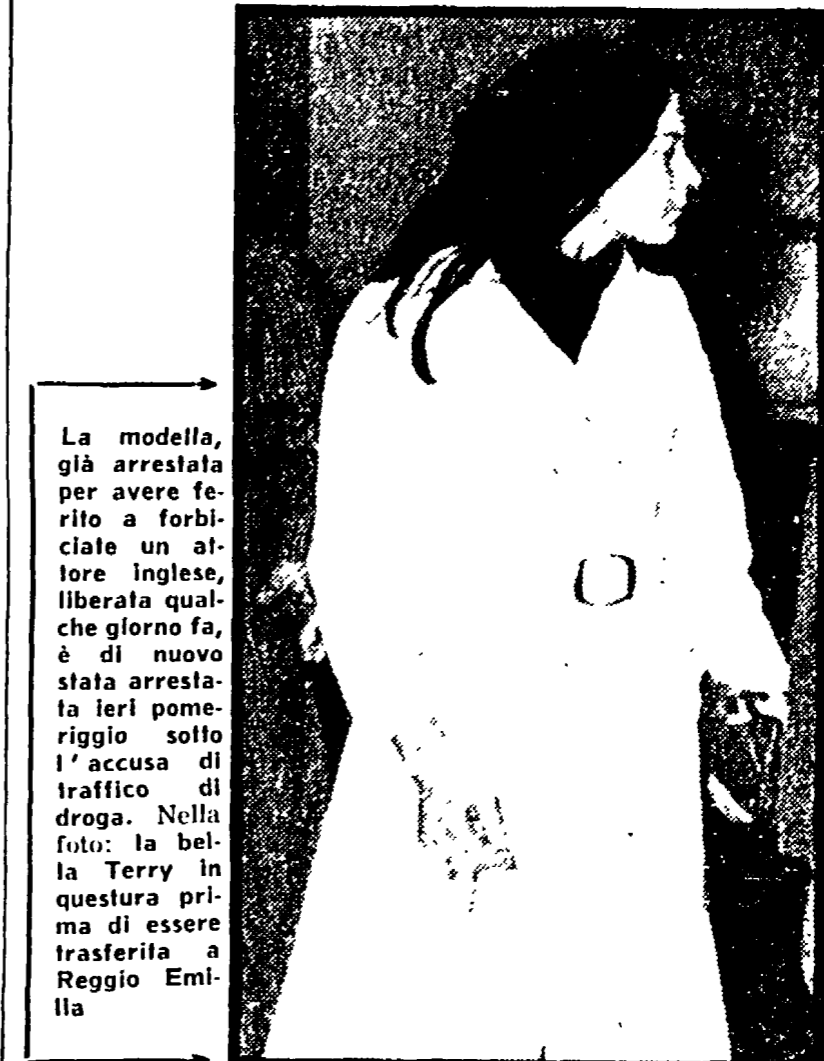 La modella,
già arrestata
per avere fe-
rito a forbi-
ciate un at-
tore inglese,
liberata qual-
che giorno fa,
è di nuovo
stata arresta-
ta ieri pome-
riggio sotto
l'accusa di
traffico di
droga. Nella
foto: la bel-
la Terry in
questura pri-
ma di essere
trasferita a
Reggio Emi-
lia